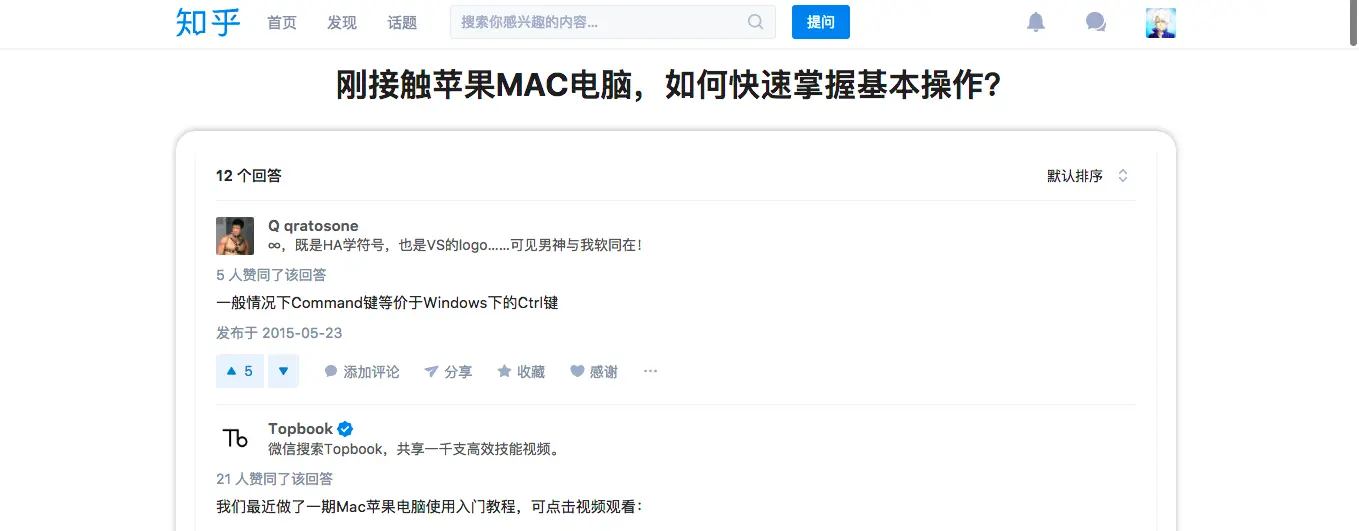 知乎 首页 发现 话题 搜索你感兴趣的内容... 提问
刚接触苹果MAC电脑，如何快速掌握基本操作？
12 个回答 默认排序
Q qratosone
∞，既是HA学符号，也是VS的logo……可见男神与我软同在！
5 人赞同了该回答
一般情况下Command键等价于Windows下的Ctrl键
发布于 2015-05-23
5 添加评论 分享 收藏 感谢 ···
Tb Topbook
微信搜索Topbook，共享一千支高效技能视频。
21 人赞同了该回答
我们最近做了一期Mac苹果电脑使用入门教程，可点击视频观看：